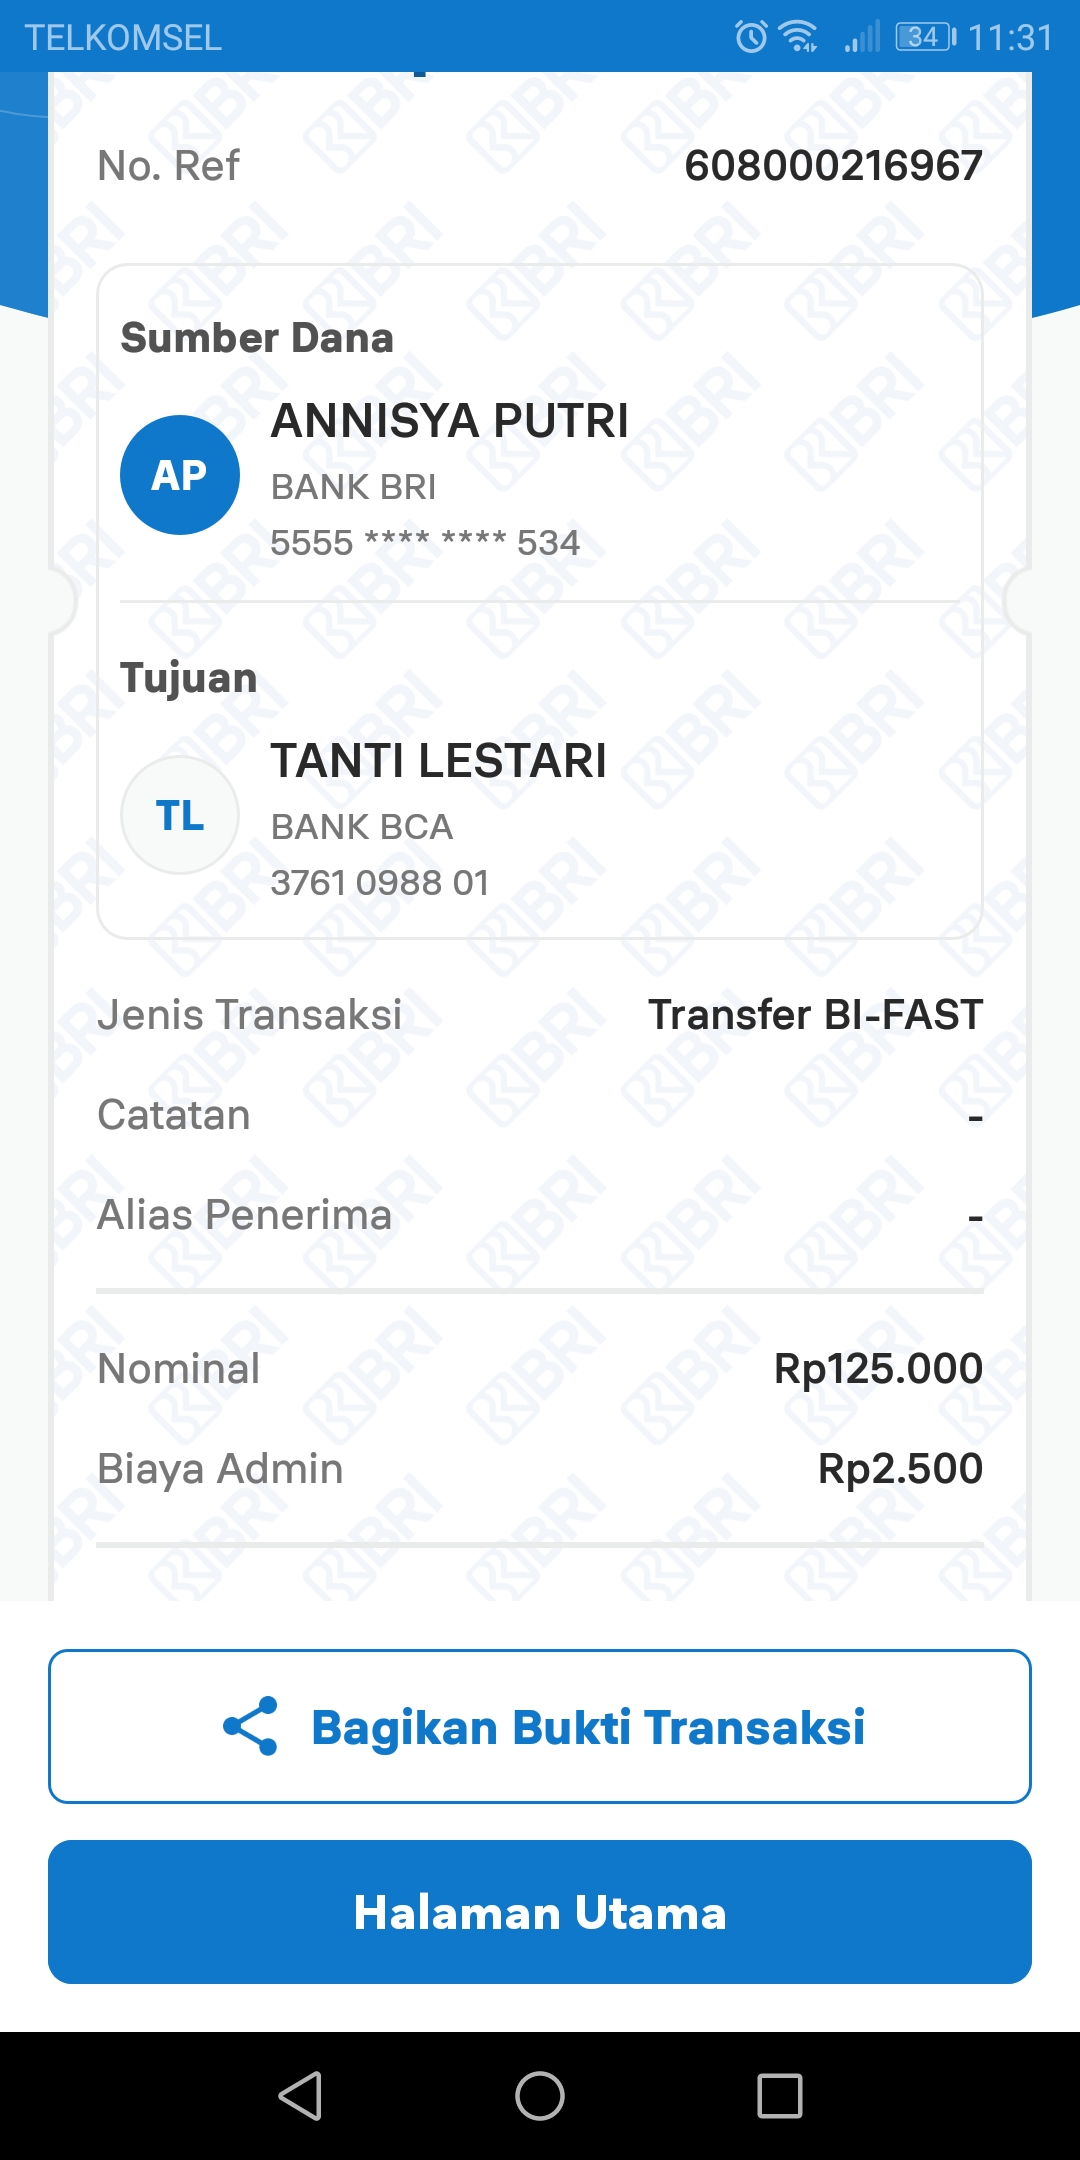 TELKOMSEL 34 11:31
No. Ref 608000216967
Sumber Dana
AP
ANNISYA PUTRI
BANK BRI
5555 **** **** 534
Tujuan
TL
TANTI LESTARI
BANK BCA
3761 0988 01
Jenis Transaksi Transfer BI-FAST
Catatan -
Alias Penerima -
Nominal Rp125.000
Biaya Admin Rp2.500
Bagikan Bukti Transaksi
Halaman Utama